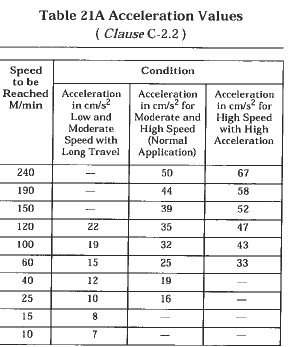 Table 21A Acceleration Values
( Clause C-2.2 )
Speed to be Reached M/min
Condition
Acceleration in cm/s² Low and Moderate Speed with Long Travel
Acceleration in cm/s² for Moderate and High Speed (Normal Application)
Acceleration in cm/s² for High Speed with High Acceleration
240 — 50 67
190 — 44 58
150 — 39 52
120 22 35 47
100 19 32 43
60 15 25 33
40 12 19 —
25 10 16 —
15 8 — —
10 7 — —